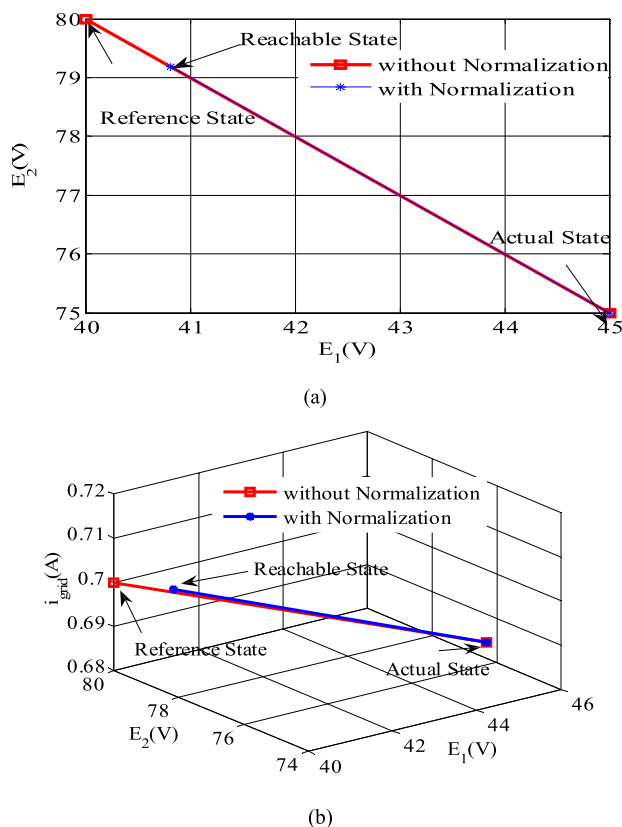 80
Reachable State
without Normalization
with Normalization
79
Reference State
E2(V)
78
77
Actual State
76
75
40
41
42
43
44
45
E1(V)
(a)
0.72
without Normalization
0.71
with Normalization
Reachable State
0.7
igrid(A)
0.69
Reference State
Actual State
0.68
80
78
76
74
E2(V)
40
42
44
46
E1(V)
(b)